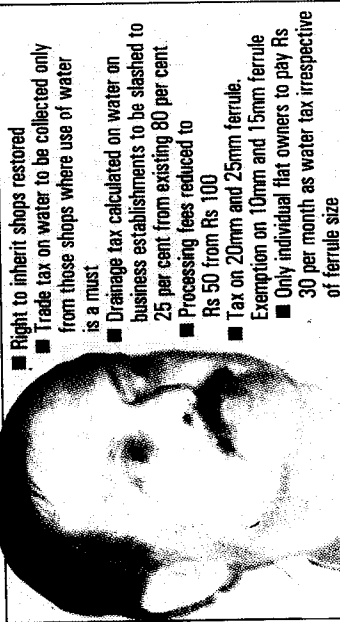 ■ Right to inherit shops restored
■ Trade tax on water to be collected only
from those shops where use of water
is a must
■ Drainage tax calculated on water on
business establishments to be slashed to
25 per cent from existing 80 per cent.
■ Processing fees reduced to
Rs 50 from Rs 100
■ Tax on 20mm and 25mm ferrule.
Exemption on 10mm and 15mm ferrule
■ Only individual flat owners to pay Rs
30 per month as water tax irrespective
of ferrule size